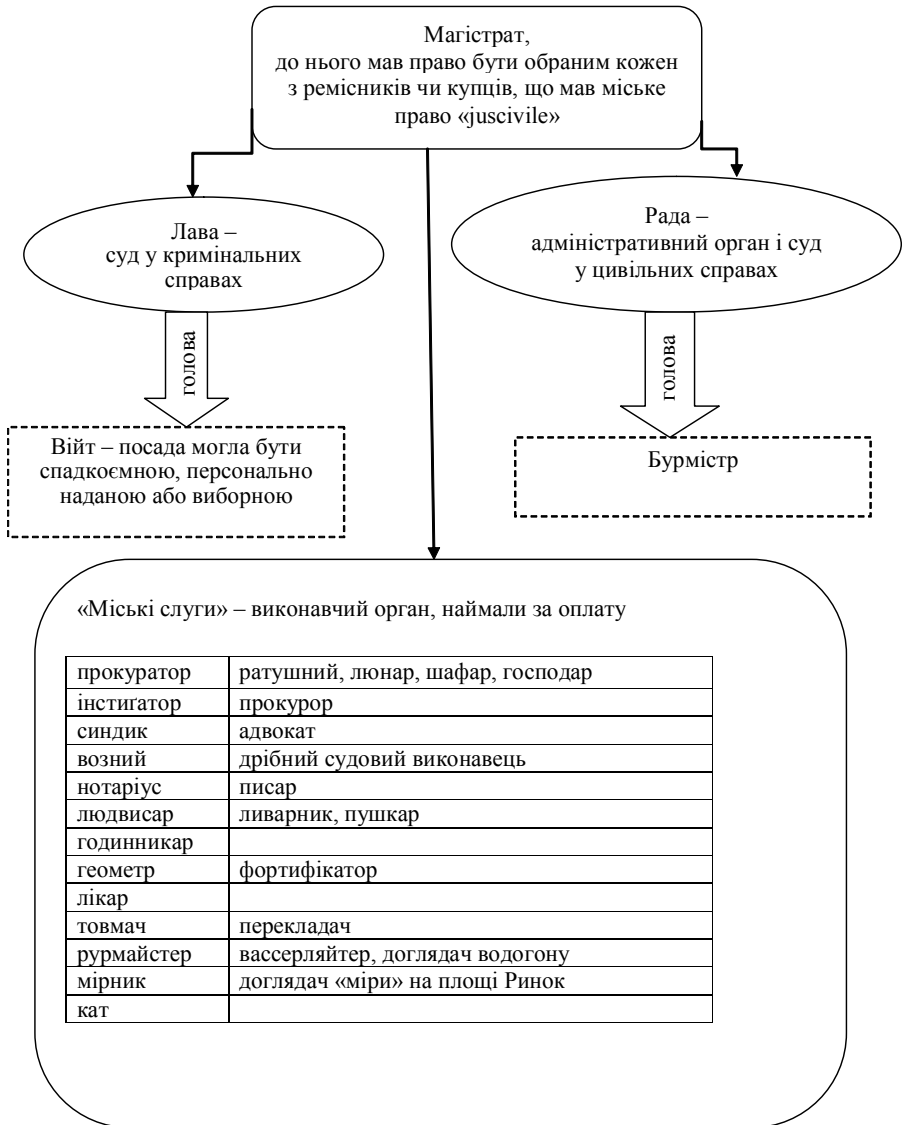 Магістрат,
до нього мав право бути обраним кожен
з ремісників чи купців, що мав міське
право «juscivile»
Лава –
суд у кримінальних
справах
Рада –
адміністративний орган і суд
у цивільних справах
голова
голова
Війт – посада могла бути
спадкоємною, персонально
наданою або виборною
Бурмістр
«Міські слуги» – виконавчий орган, наймали за оплату
прокуратор ратушний, люнар, шафар, господар
інстиґатор прокурор
синдик адвокат
возний дрібний судовий виконавець
нотаріус писар
людвисар ливарник, пушкар
годинникар
геометр фортифікатор
лікар
товмач перекладач
рурмайстер вассерляйтер, доглядач водогону
мірник доглядач «міри» на площі Ринок
кат